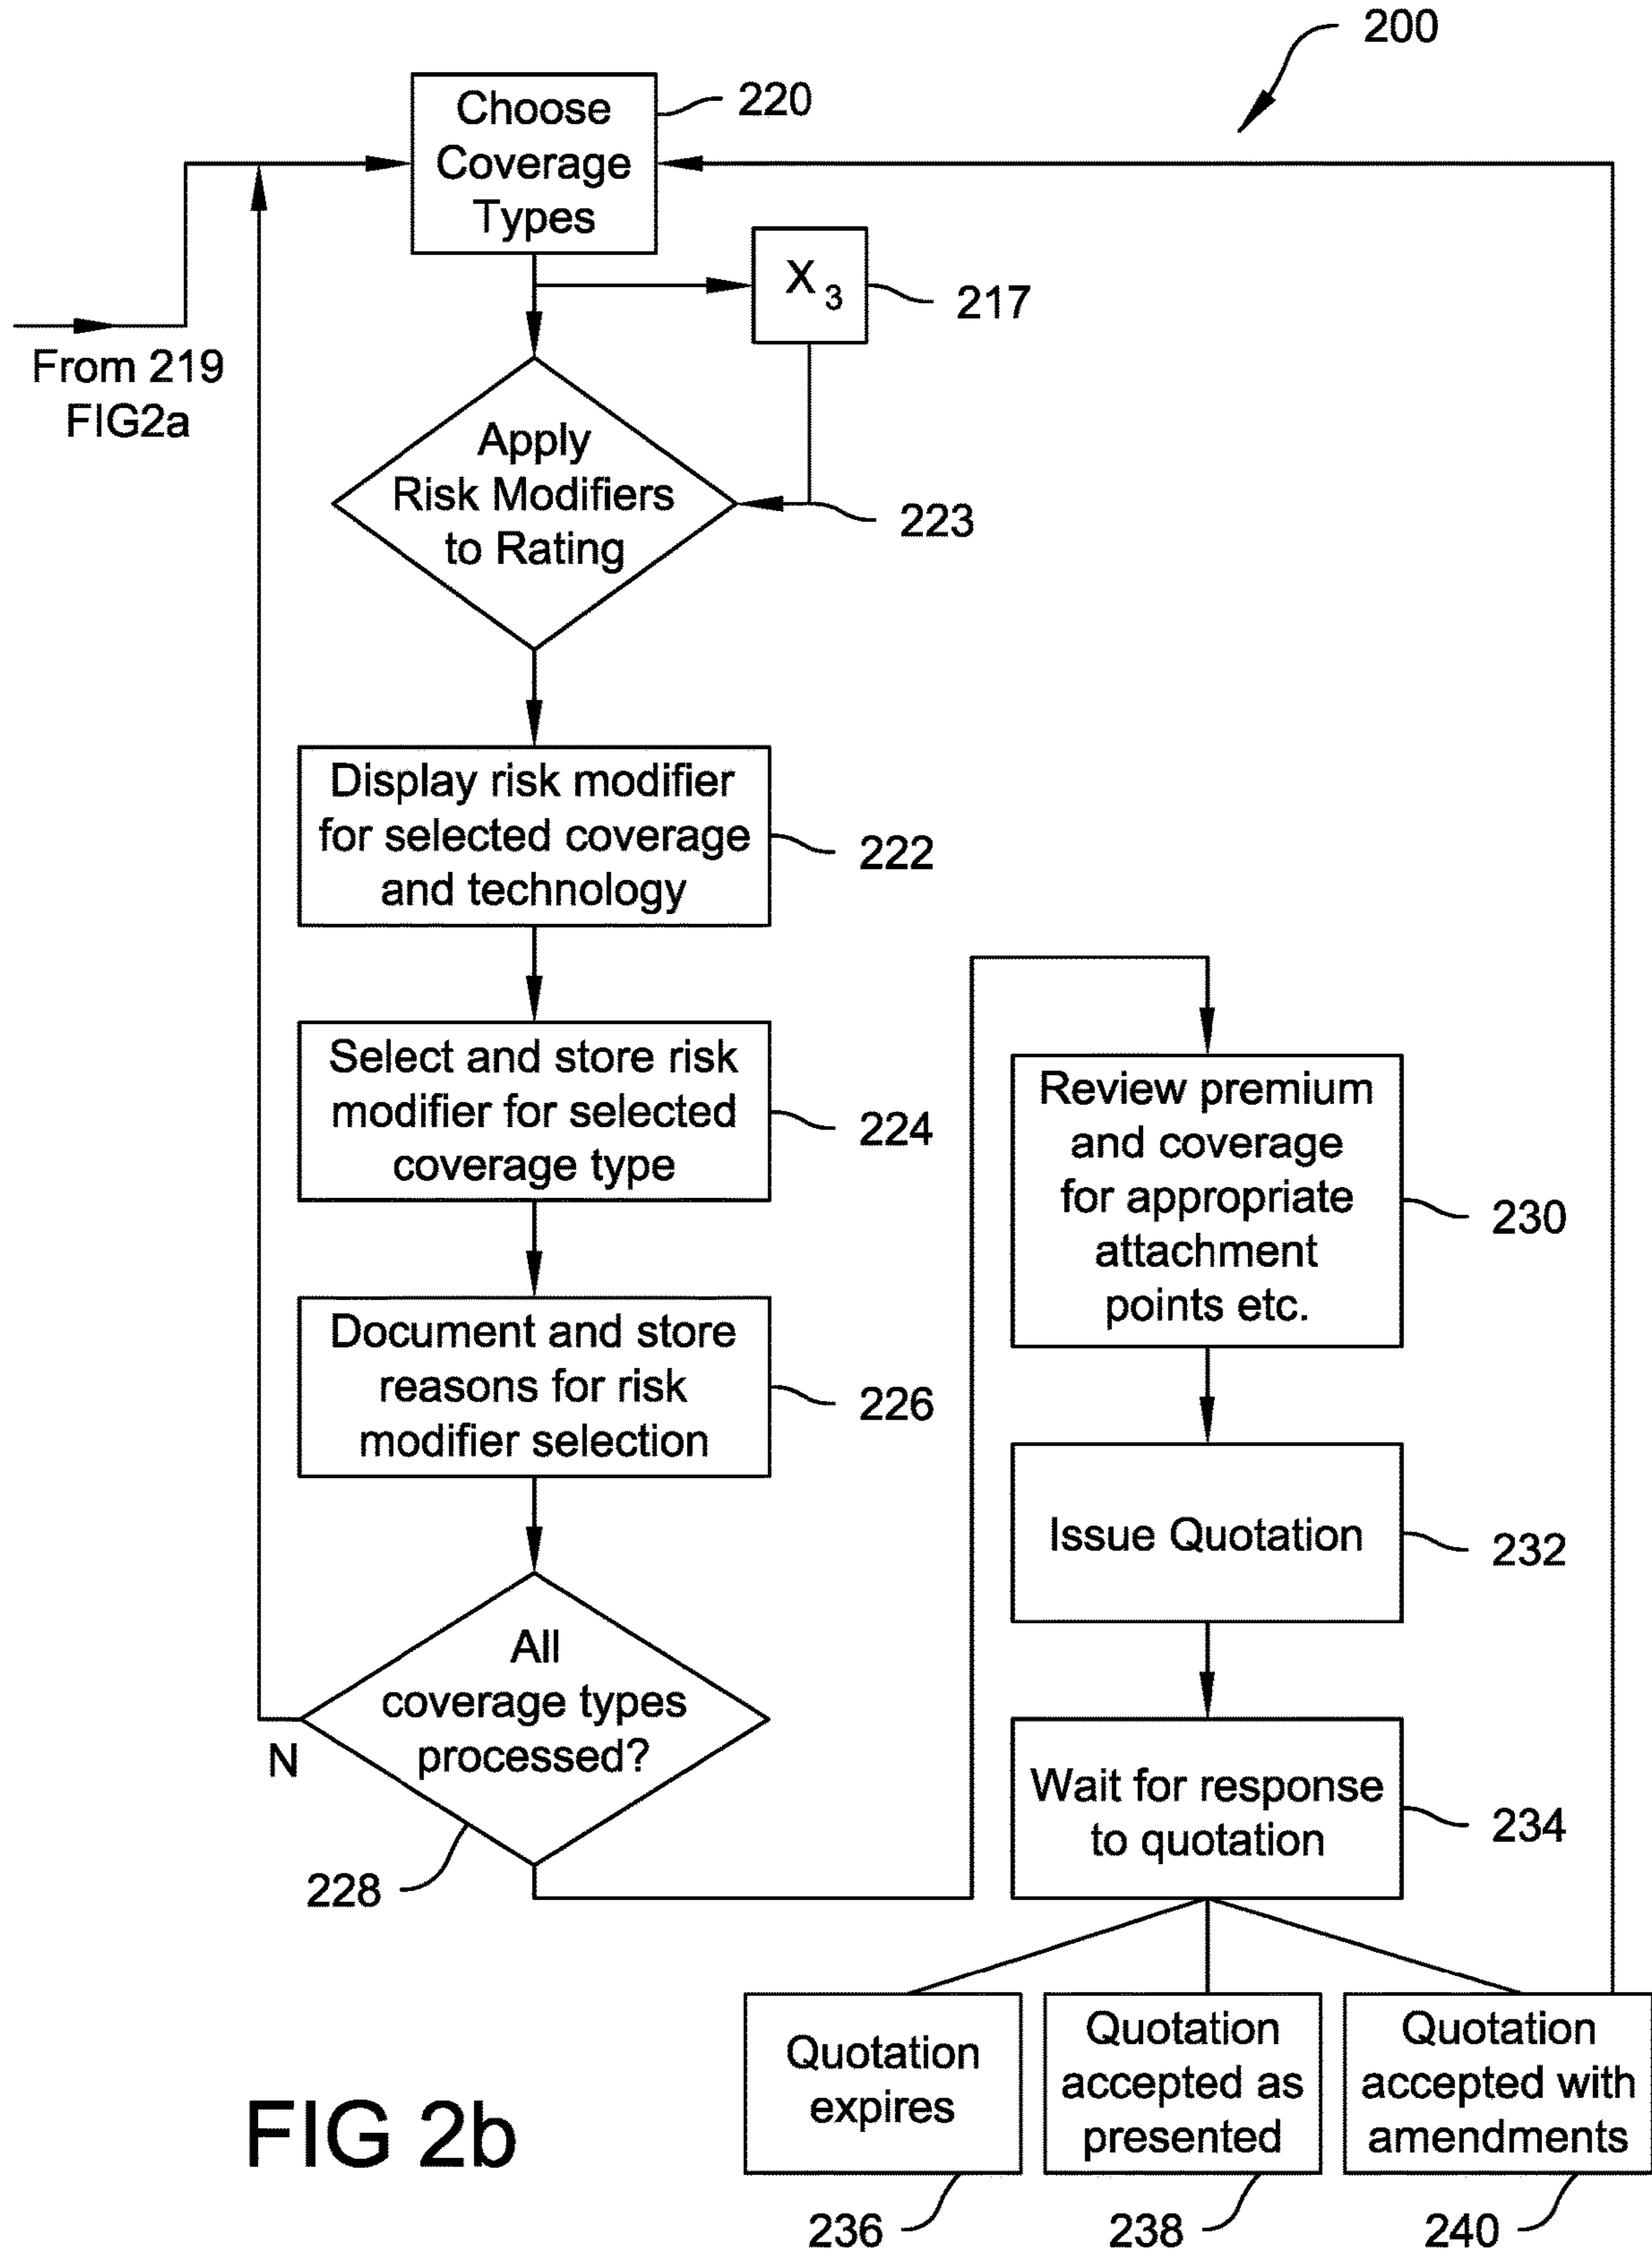 200
Choose
Coverage
Types
220
X 3
217
From 219
FIG2a
Apply
Risk Modifiers
to Rating
223
Display risk modifier
for selected coverage
and technology
222
Select and store risk
modifier for selected
coverage type
224
Document and store
reasons for risk
modifier selection
226
All
coverage types
processed?
N
228
Review premium
and coverage
for appropriate
attachment
points etc.
230
Issue Quotation
232
Wait for response
to quotation
234
Quotation
expires
236
Quotation
accepted as
presented
238
Quotation
accepted with
amendments
240
FIG 2b